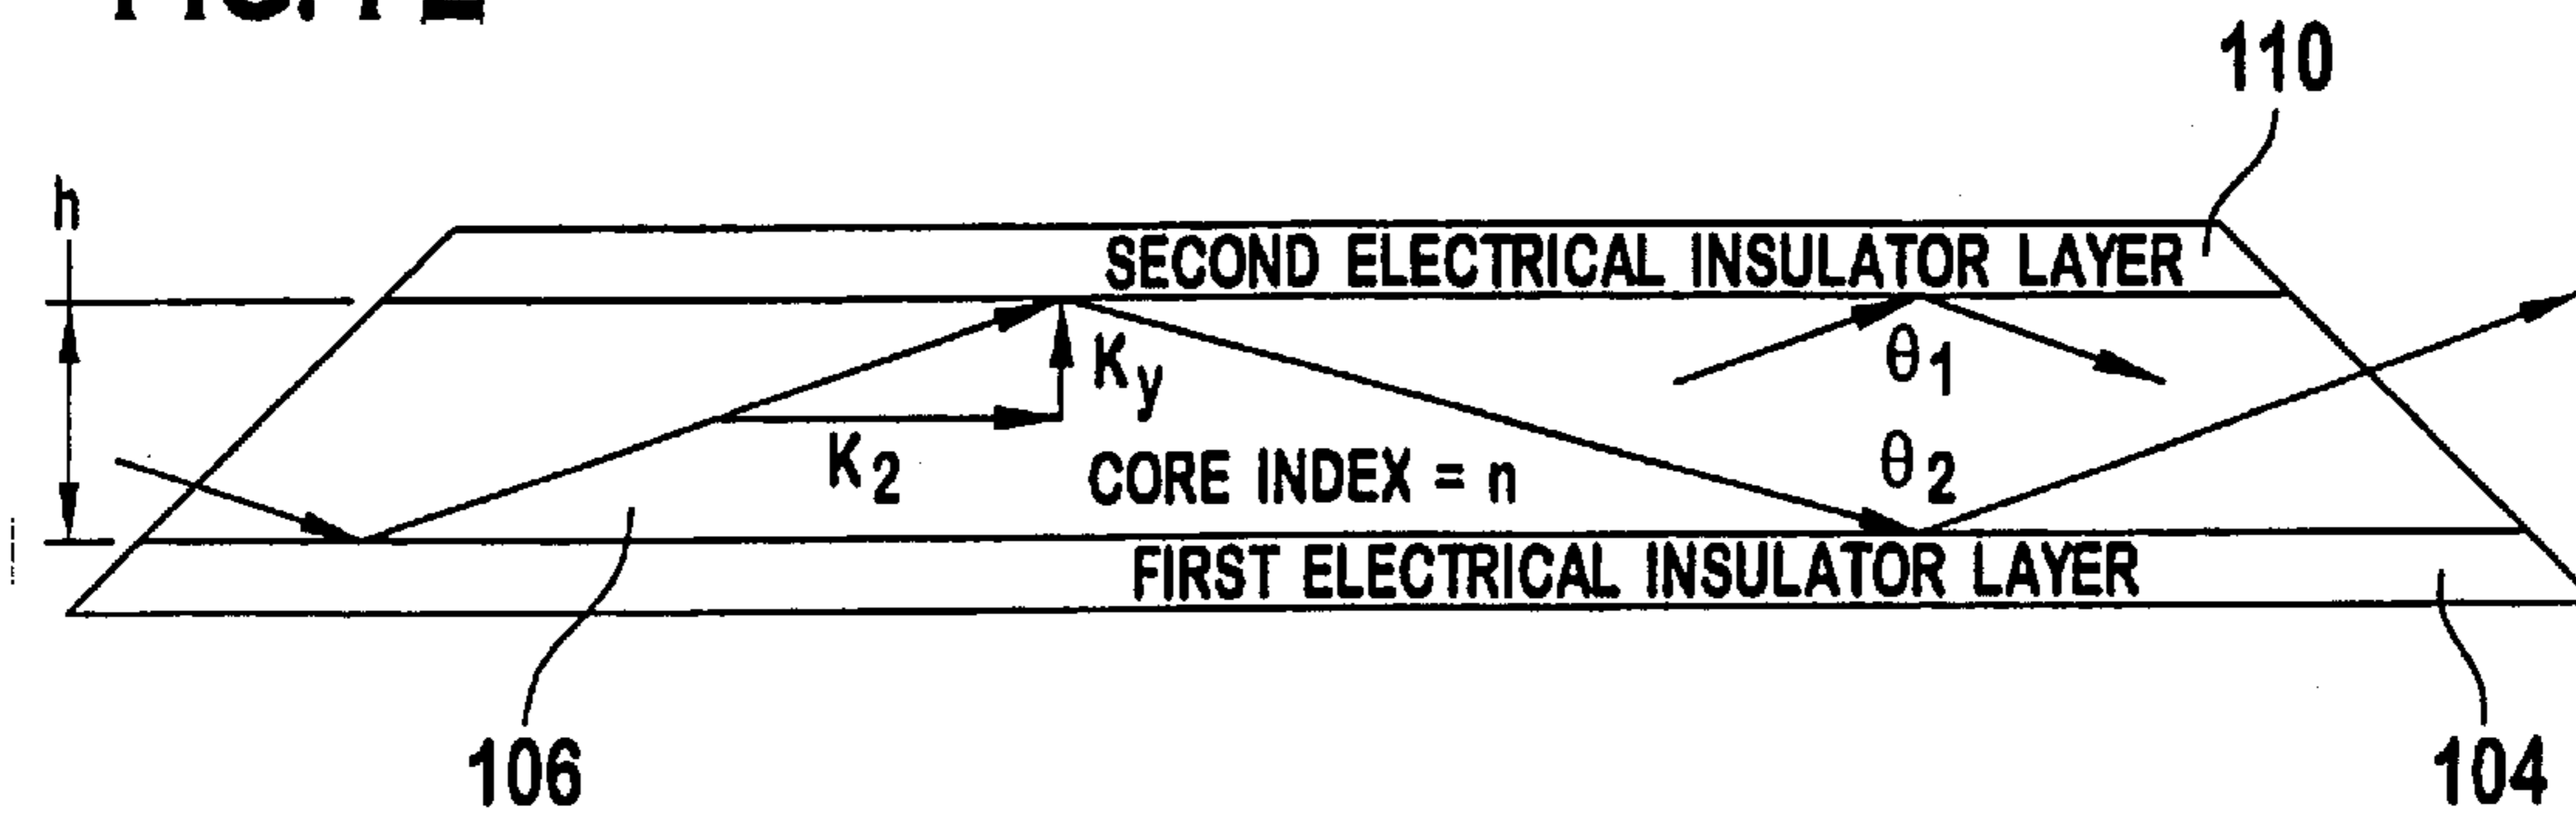 110
h
SECOND ELECTRICAL INSULATOR LAYER
Ky
θ1
K2
CORE INDEX = n
θ2
FIRST ELECTRICAL INSULATOR LAYER
106
104